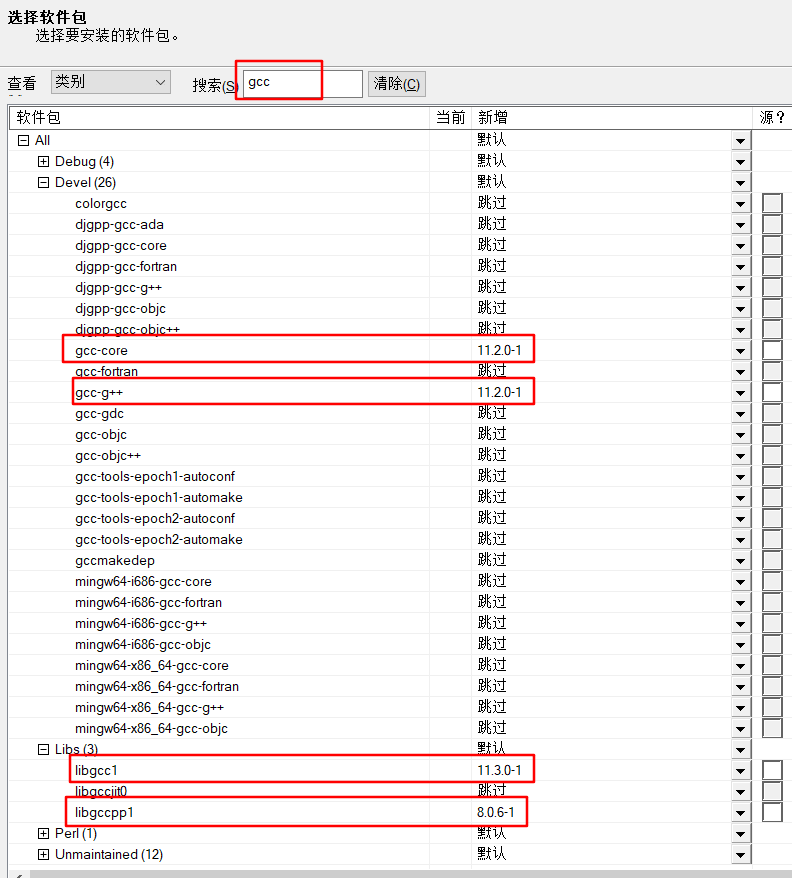 选择软件包
选择要安装的软件包。
查看 类别 搜索(S) gcc 清除(C)
软件包 当前 新增 源?
All 默认
Debug (4) 默认
Devel (26) 默认
colorgcc 跳过
djgpp-gcc-ada 跳过
djgpp-gcc-core 跳过
djgpp-gcc-fortran 跳过
djgpp-gcc-g++ 跳过
djgpp-gcc-objc 跳过
djgpp-gcc-objc++ 跳过
gcc-core 11.2.0-1
gcc-fortran 跳过
gcc-g++ 11.2.0-1
gcc-gdc 跳过
gcc-objc 跳过
gcc-objc++ 跳过
gcc-tools-epoch1-autoconf 跳过
gcc-tools-epoch1-automake 跳过
gcc-tools-epoch2-autoconf 跳过
gcc-tools-epoch2-automake 跳过
gccmakedep 跳过
mingw64-i686-gcc-core 跳过
mingw64-i686-gcc-fortran 跳过
mingw64-i686-gcc-g++ 跳过
mingw64-i686-gcc-objc 跳过
mingw64-x86_64-gcc-core 跳过
mingw64-x86_64-gcc-fortran 跳过
mingw64-x86_64-gcc-g++ 跳过
mingw64-x86_64-gcc-objc 跳过
Libs (3) 默认
libgcc1 11.3.0-1
libgccjit0 跳过
libgccpp1 8.0.6-1
Perl (1) 默认
Unmaintained (12) 默认